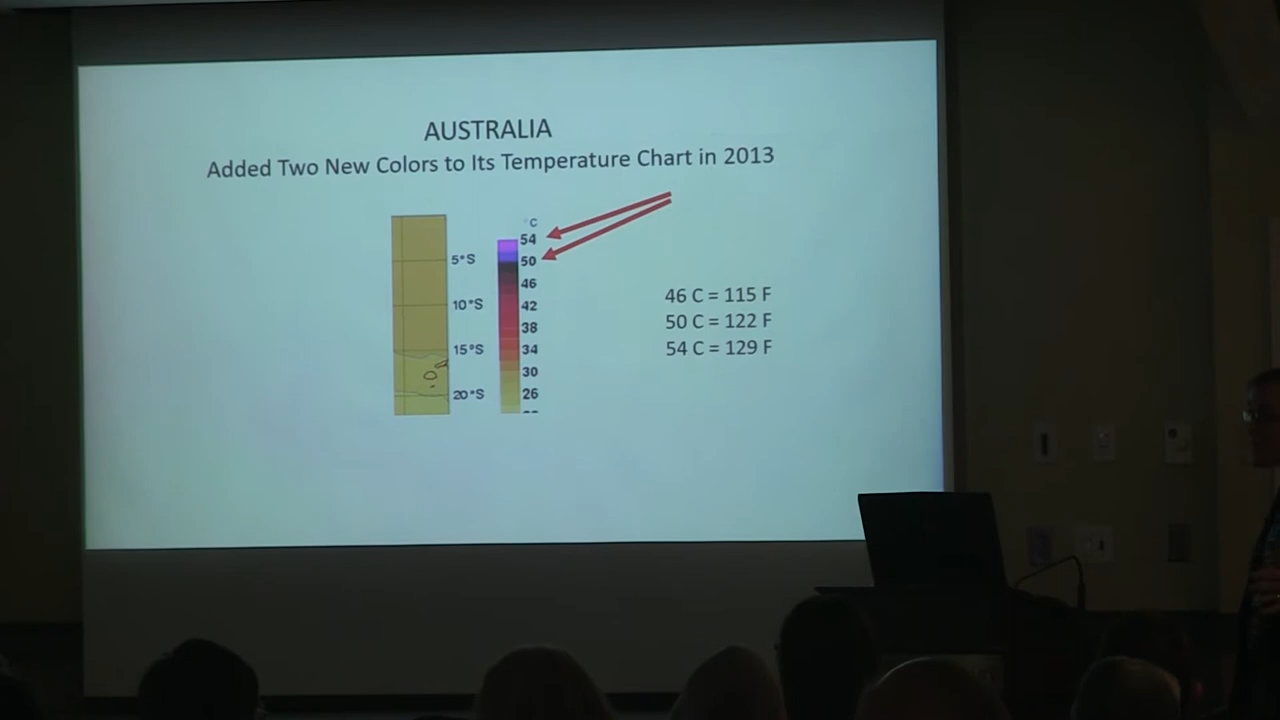 AUSTRALIA
Added Two New Colors to Its Temperature Chart in 2013
°C
54
50
46
42
38
34
30
26
5°S
10°S
15°S
20°S
46 C = 115 F
50 C = 122 F
54 C = 129 F